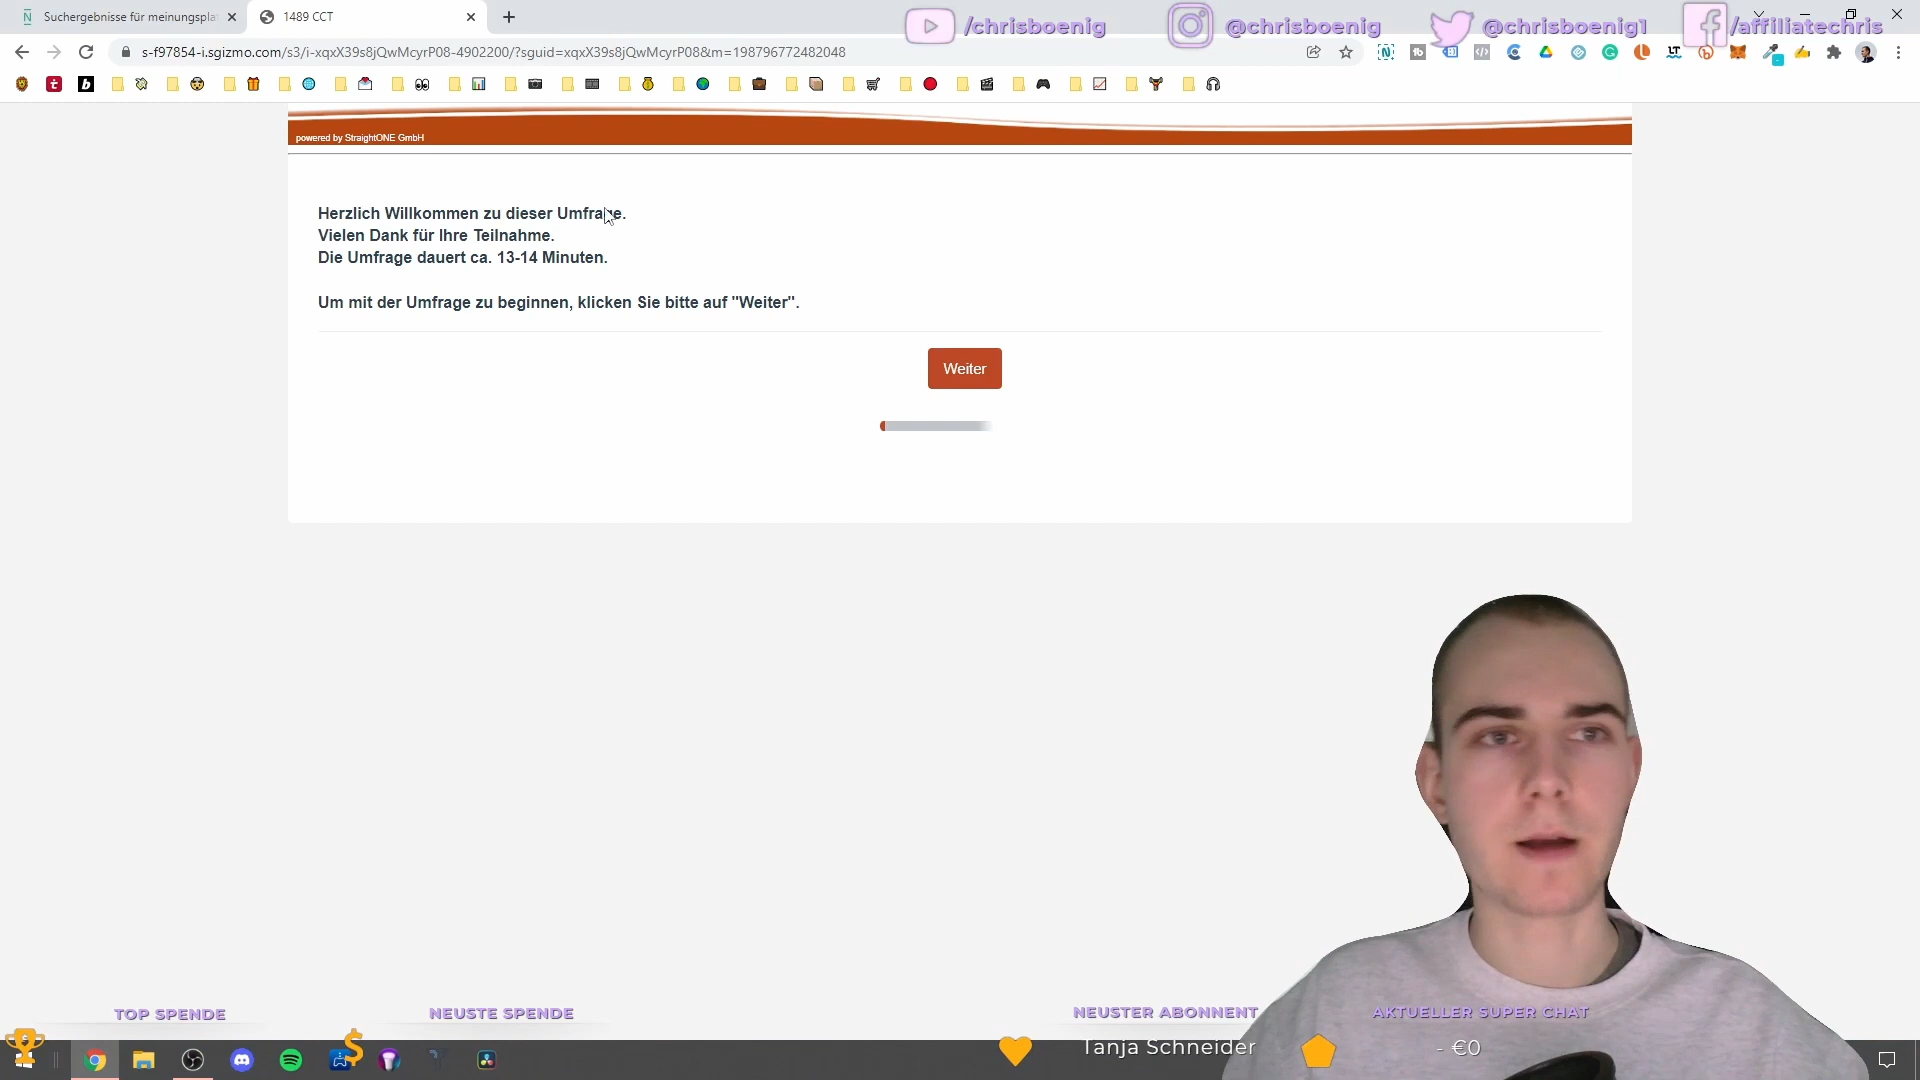 Suchergebnisse für meinungspla
1489 CCT
/chrisboenig
@chrisboenig
@chrisboenig1
/affiliatechris
s-f97854-i.sgizmo.com/s3/i-xqxX39s8jQwMcyrP08-4902200/?sguid=xqxX39s8jQwMcyrP08&m=198796772482048
powered by StraightONE GmbH
Herzlich Willkommen zu dieser Umfrage.
Vielen Dank für Ihre Teilnahme.
Die Umfrage dauert ca. 13-14 Minuten.
Um mit der Umfrage zu beginnen, klicken Sie bitte auf "Weiter".
Weiter
TOP SPENDE
NEUSTE SPENDE
NEUSTER ABONNENT
AKTUELLER SUPER CHAT
Tanja Schneider
- €0